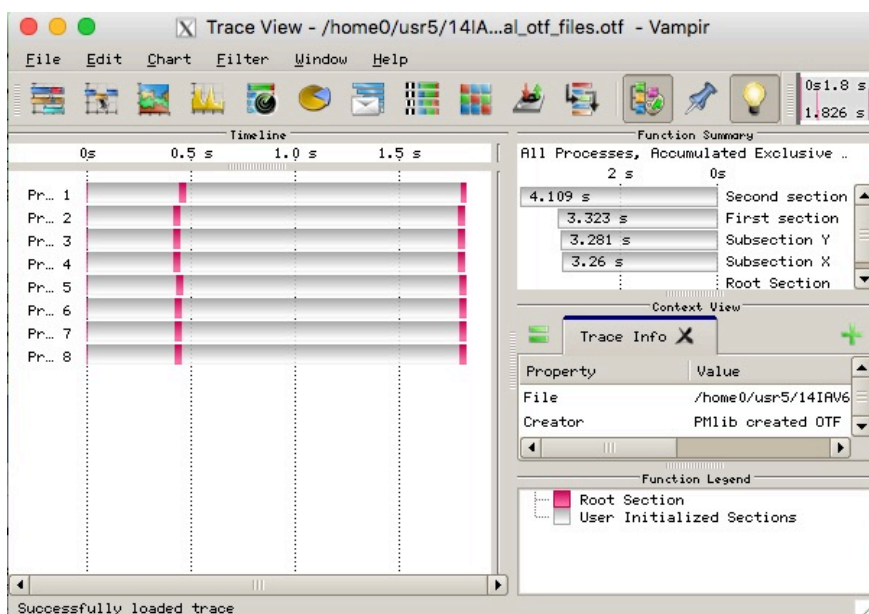 Trace View - /home0/usr5/14IA...al_otf_files.otf - Vampir
File Edit Chart Filter Window Help
0s1.8 s
1.826 s
Timeline
0s 0.5 s 1.0 s 1.5 s
Pr… 1
Pr… 2
Pr… 3
Pr… 4
Pr… 5
Pr… 6
Pr… 7
Pr… 8
Function Summary
All Processes, Accumulated Exclusive ..
2 s 0s
4.109 s Second section
3.323 s First section
3.281 s Subsection Y
3.26 s Subsection X
Root Section
Context View
Trace Info
Property Value
File /home0/usr5/14IAV6
Creator PMlib created OTF
Function Legend
Root Section
User Initialized Sections
Successfully loaded trace